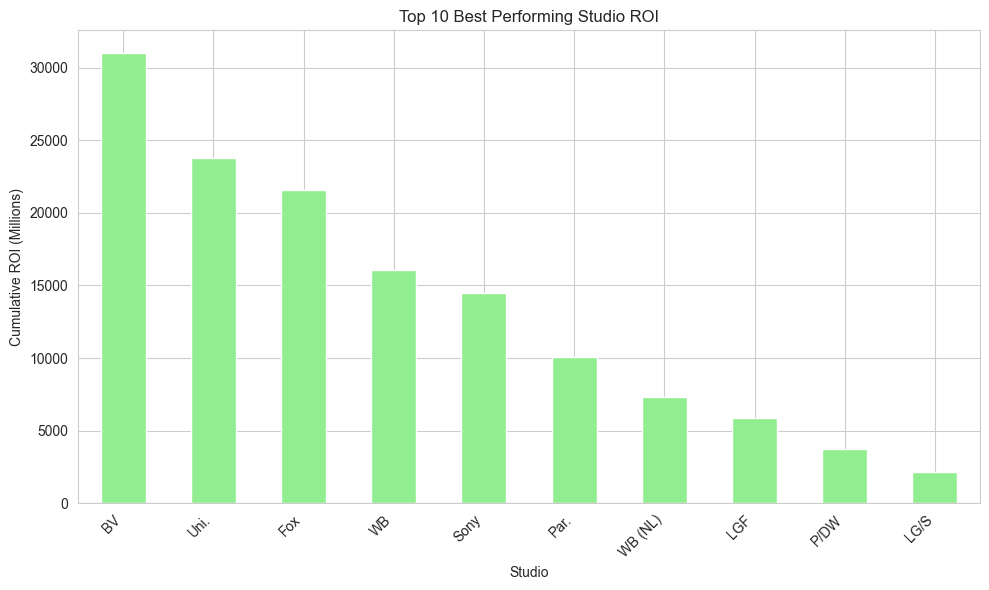 Top 10 Best Performing Studio ROI
Cumulative ROI (Millions)
30000
25000
20000
15000
10000
5000
0
BV
Uni.
Fox
WB
Sony
Par.
WB (NL)
LGF
P/DW
LG/S
Studio